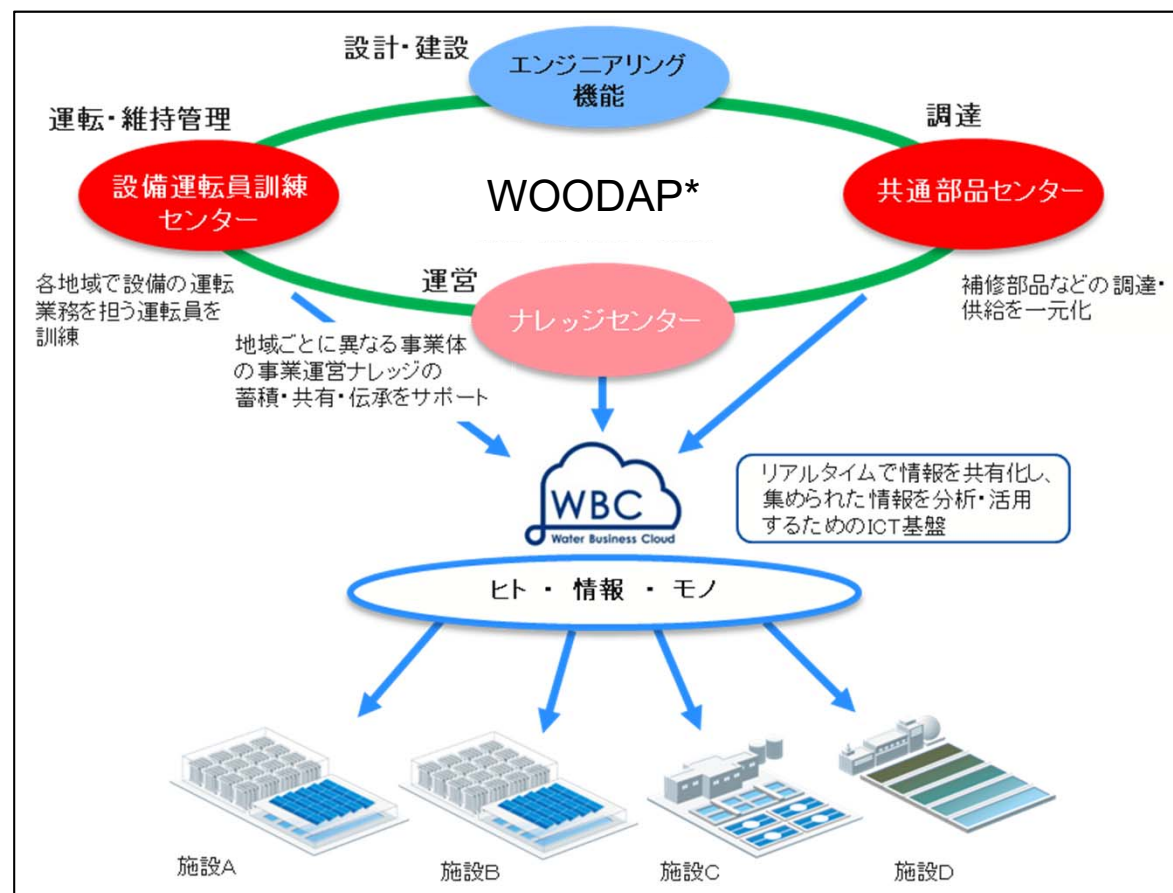 設計・建設
エンジニアリング
機能
運転・維持管理
調達
設備運転員訓練
センター
WOODAP*
共通部品センター
各地域で設備の運転
業務を担う運転員を
訓練
運営
ナレッジセンター
補修部品などの調達・
供給を一元化
地域ごとに異なる事業体
の事業運営ナレッジの
蓄積・共有・伝承をサポート
WBC
Water Business Cloud
リアルタイムで情報を共有化し、
集められた情報を分析・活用
するためのICT基盤
ヒト ・ 情報 ・ モノ
施設A
施設B
施設C
施設D